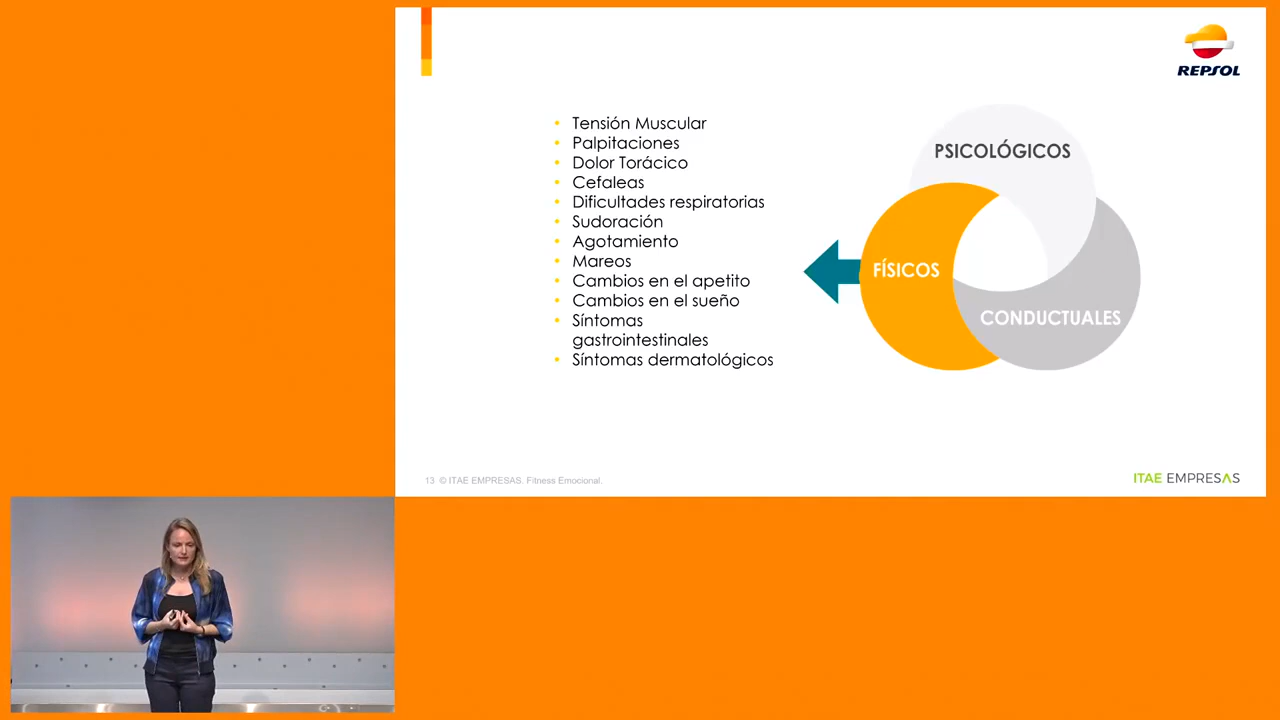 REPSOL
Tensión Muscular
Palpitaciones
Dolor Torácico
Cefaleas
Dificultades respiratorias
Sudoración
Agotamiento
Mareos
Cambios en el apetito
Cambios en el sueño
Síntomas
gastrointestinales
Síntomas dermatológicos
PSICOLÓGICOS
FÍSICOS
CONDUCTUALES
13 © ITAE EMPRESAS. Fitness Emocional.
ITAE EMPRESAS